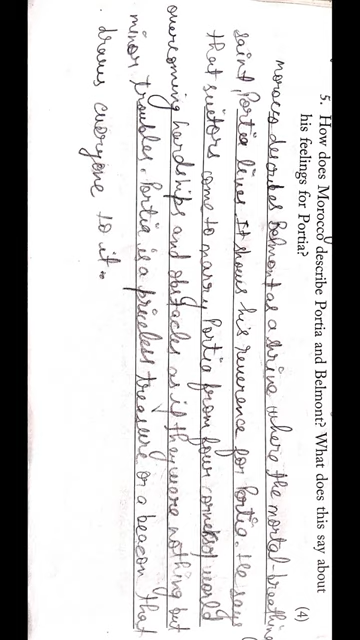 5. How does Morocco describe Portia and Belmont? What does this say about
his feelings for Portia? (4)
Morocco describes Belmont as a shrine where the mortal-breathing
saint, Portia lives. It shows his reverence for Portia. He says
that suitors come to marry Portia from four corners world
overcoming hardships and obstacles as if they were nothing but
minor troubles. Portia is a priceless treasure or a beacon that
draws everyone to it.